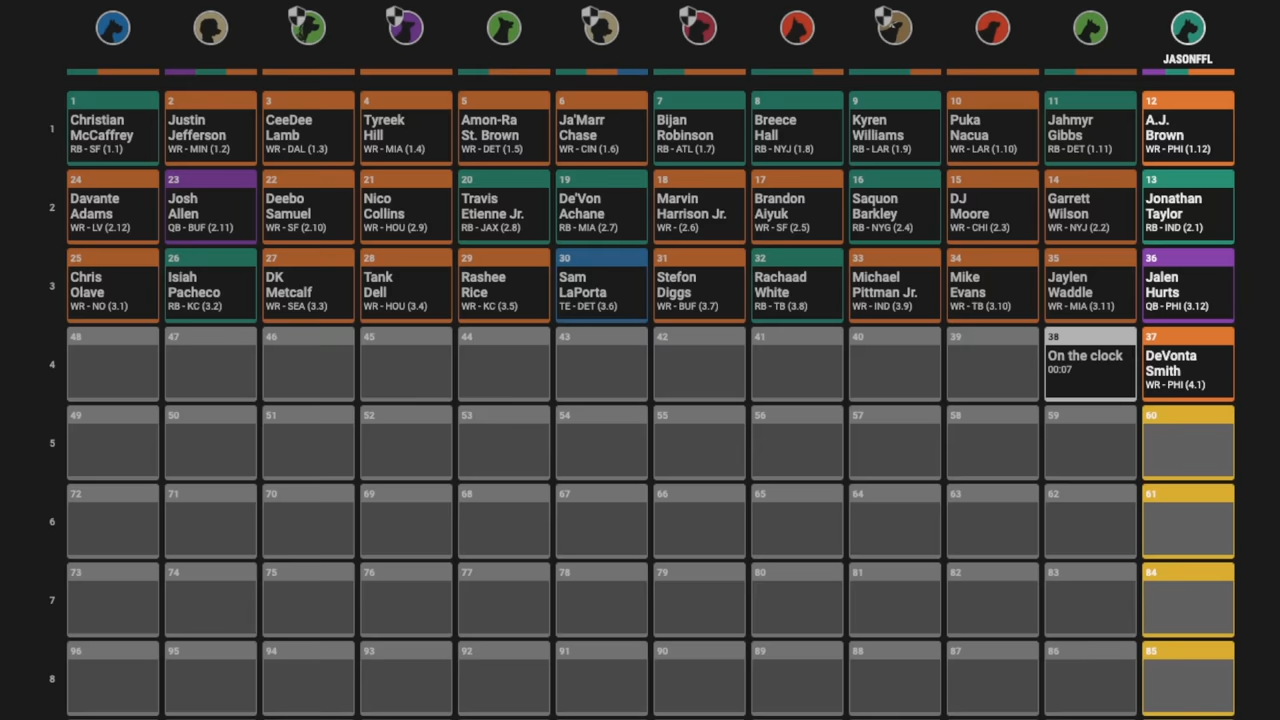 JASONFFL
1
1
Christian
McCaffrey
RB - SF (1.1)
2
Justin
Jefferson
WR - MIN (1.2)
3
CeeDee
Lamb
WR - DAL (1.3)
4
Tyreek
Hill
WR - MIA (1.4)
5
Amon-Ra
St. Brown
WR - DET (1.5)
6
Ja'Marr
Chase
WR - CIN (1.6)
7
Bijan
Robinson
RB - ATL (1.7)
8
Breece
Hall
RB - NYJ (1.8)
9
Kyren
Williams
RB - LAR (1.9)
10
Puka
Nacua
WR - LAR (1.10)
11
Jahmyr
Gibbs
RB - DET (1.11)
12
A.J.
Brown
WR - PHI (1.12)
2
24
Davante
Adams
WR - LV (2.12)
23
Josh
Allen
QB - BUF (2.11)
22
Deebo
Samuel
WR - SF (2.10)
21
Nico
Collins
WR - HOU (2.9)
20
Travis
Etienne Jr.
RB - JAX (2.8)
19
De'Von
Achane
RB - MIA (2.7)
18
Marvin
Harrison Jr.
WR - (2.6)
17
Brandon
Aiyuk
WR - SF (2.5)
16
Saquon
Barkley
RB - NYG (2.4)
15
DJ
Moore
WR - CHI (2.3)
14
Garrett
Wilson
WR - NYJ (2.2)
13
Jonathan
Taylor
RB - IND (2.1)
3
25
Chris
Olave
WR - NO (3.1)
26
Isiah
Pacheco
RB - KC (3.2)
27
DK
Metcalf
WR - SEA (3.3)
28
Tank
Dell
WR - HOU (3.4)
29
Rashee
Rice
WR - KC (3.5)
30
Sam
LaPorta
TE - DET (3.6)
31
Stefon
Diggs
WR - BUF (3.7)
32
Rachaad
White
RB - TB (3.8)
33
Michael
Pittman Jr.
WR - IND (3.9)
34
Mike
Evans
WR - TB (3.10)
35
Jaylen
Waddle
WR - MIA (3.11)
36
Jalen
Hurts
QB - PHI (3.12)
4
48
47
46
45
44
43
42
41
40
39
38
On the clock
00:07
37
DeVonta
Smith
WR - PHI (4.1)
5
49
50
51
52
53
54
55
56
57
58
59
60
6
72
71
70
69
68
67
66
65
64
63
62
61
7
73
74
75
76
77
78
79
80
81
82
83
84
8
96
95
94
93
92
91
90
89
88
87
86
85